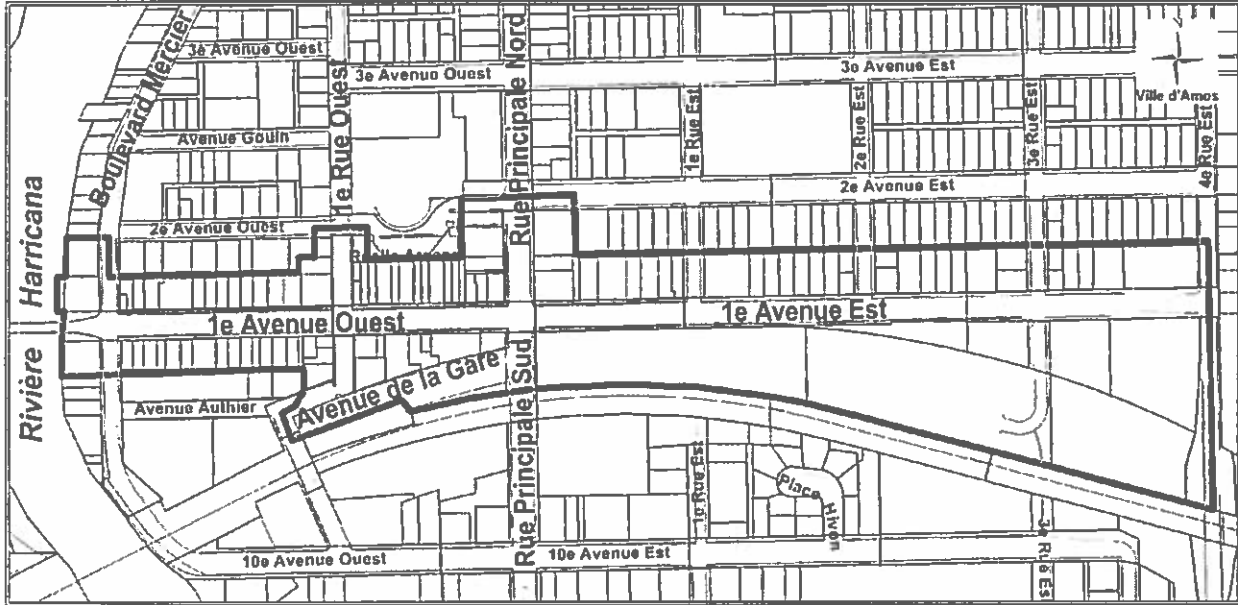 3e Avenue Ouest
Boulevard Mercier
1e Rue Ouest
3e Avenue Ouest
Rue Principale Nord
3e Avenue Est
Ville d'Amos
Avenue Gouin
1e Rue Est
2e Rue Est
3e Rue Est
4e Rue Est
2e Avenue Est
2e Avenue Ouest
Rivière Harricana
1e Avenue Ouest
1e Avenue Est
Avenue de la Gare
Rue Principale Sud
Avenue Authier
1e Rue Est
Place Hivon
10e Avenue Ouest
10e Avenue Est
3e Rue Es